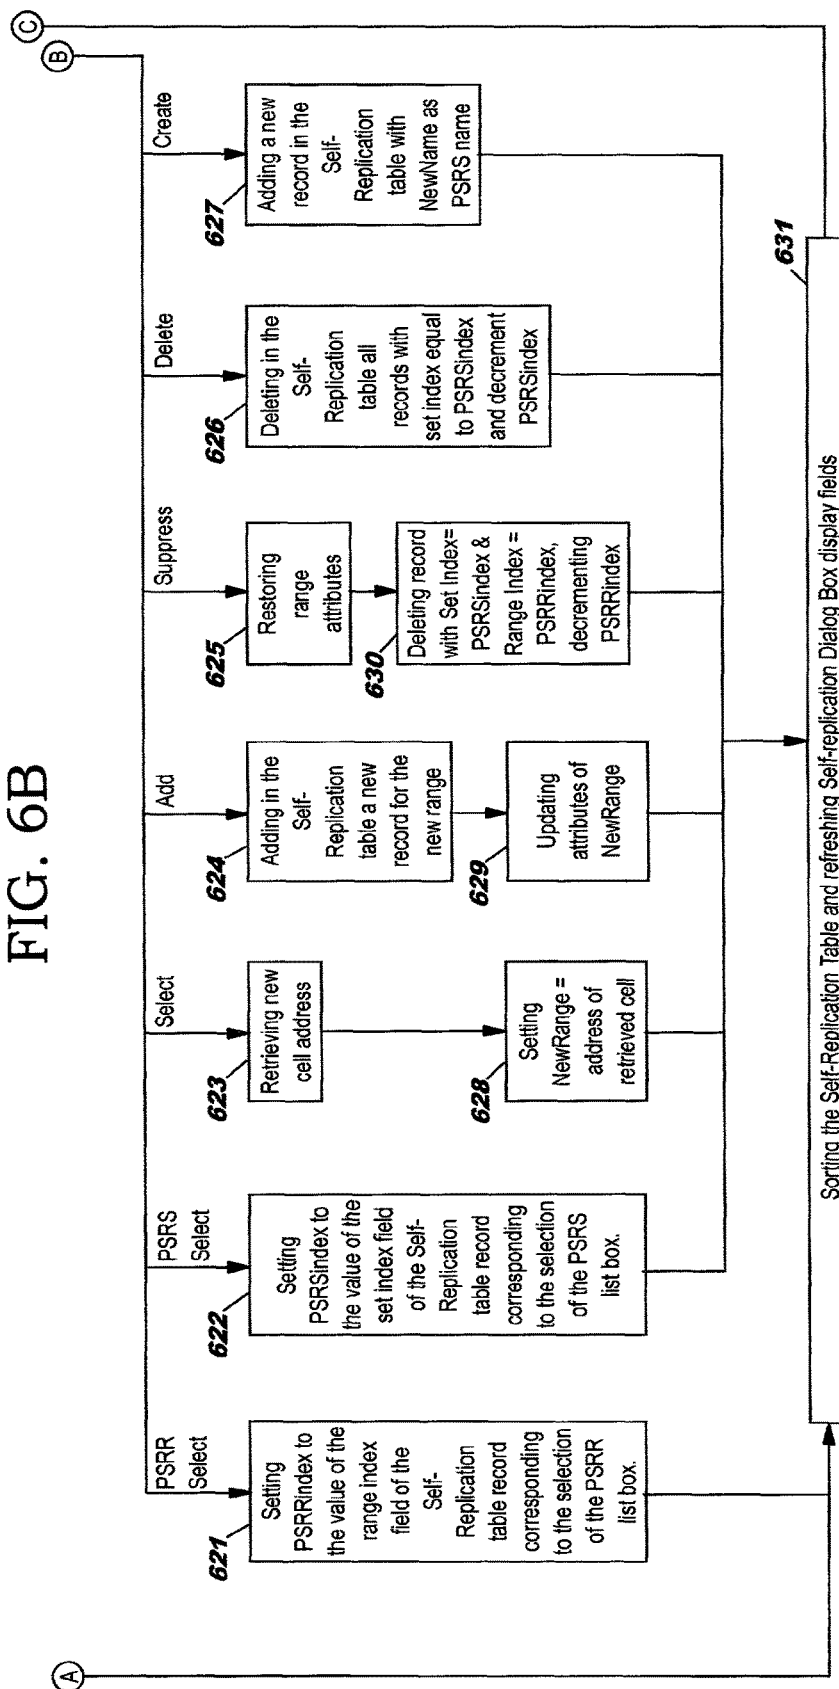 FIG. 6B
A
B
C
PSRR
Select
621
Setting
PSRRindex to
the value of the
range index
field of the
Self-
Replication
table record
corresponding
to the selection
of the PSRR
list box.
PSRS
Select
622
Setting
PSRSindex to
the value of the
set index field
of the Self-
Replication
table record
corresponding
to the selection
of the PSRS
list box.
Select
623
Retrieving new
cell address
628
Setting
NewRange =
address of
retrieved cell
Add
624
Adding in the
Self-
Replication
table a new
record for the
new range
629
Updating
attributes of
NewRange
Suppress
625
Restoring
range
attributes
630
Deleting record
with Set Index=
PSRSindex &
Range Index =
PSRRindex,
decrementing
PSRRindex
Delete
626
Deleting in the
Self-
Replication
table all
records with
set index equal
to PSRSindex
and decrement
PSRSindex
Create
627
Adding a new
record in the
Self-
Replication
table with
NewName as
PSRS name
631
Sorting the Self-Replication Table and refreshing Self-replication Dialog Box display fields